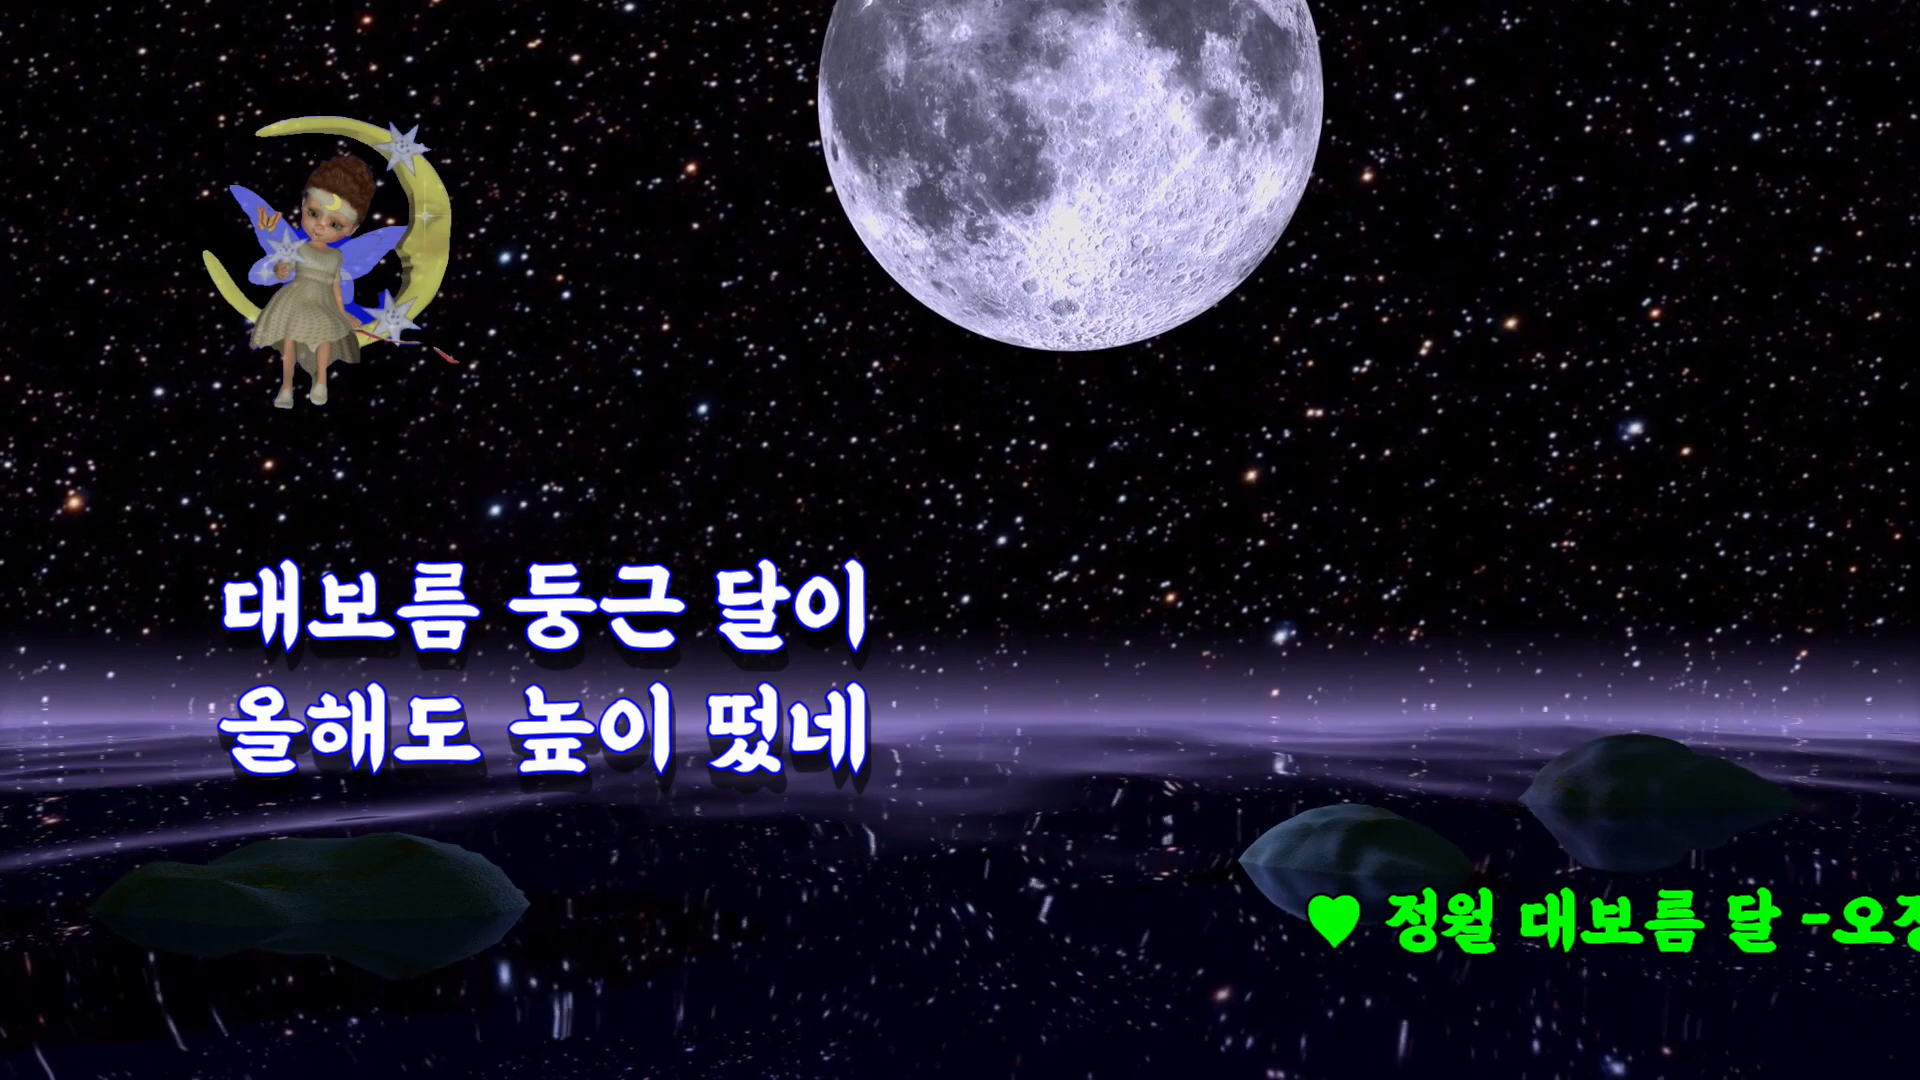 대보름 둥근 달이
올해도 높이 떴네
♥ 정월 대보름 달 -오